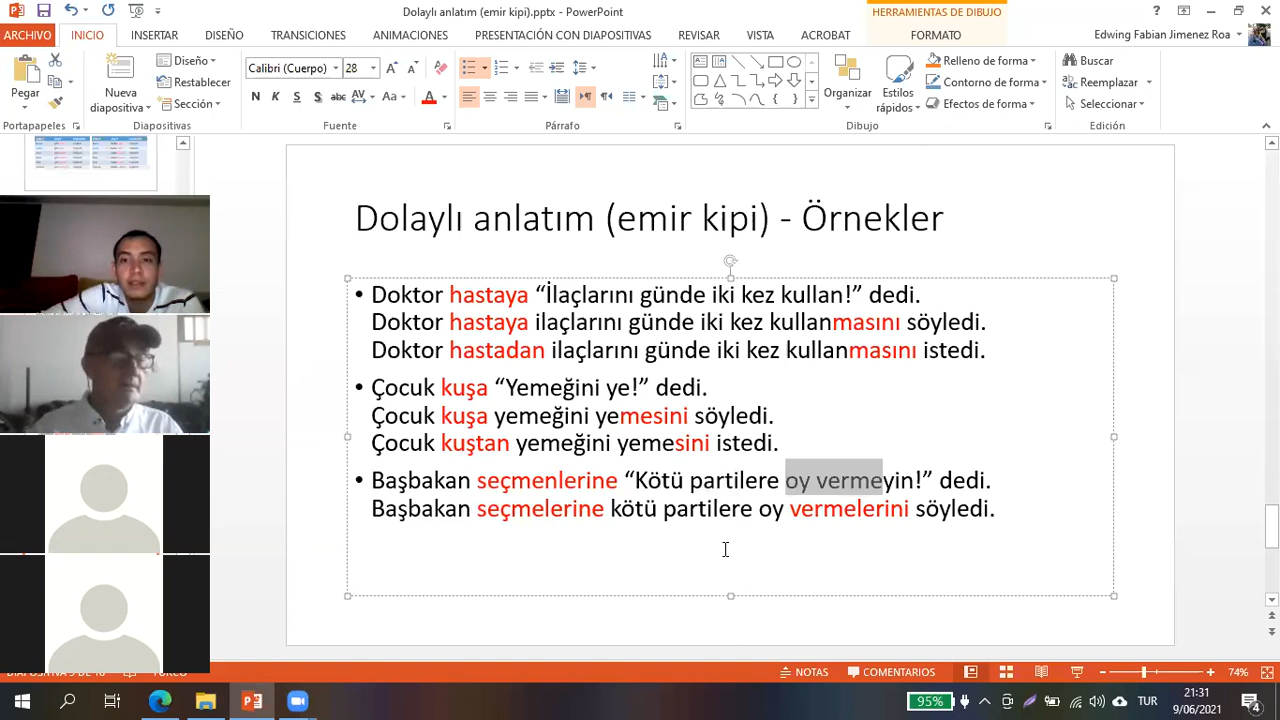 Dolaylı anlatım (emir kipi).pptx - PowerPoint
HERRAMIENTAS DE DIBUJO
ARCHIVO INICIO INSERTAR DISEÑO TRANSICIONES ANIMACIONES PRESENTACIÓN CON DIAPOSITIVAS REVISAR VISTA ACROBAT FORMATO Edwing Fabian Jimenez Roa
Pegar
Nueva diapositiva
Diseño
Restablecer
Sección
Calibri (Cuerpo) 28
N K S S abc AV Aa A
Organizar
Estilos rápidos
Relleno de forma
Contorno de forma
Efectos de forma
Buscar
Reemplazar
Seleccionar
Portapapeles Diapositivas Fuente Párrafo Dibujo Edición
Dolaylı anlatım (emir kipi) - Örnekler
• Doktor hastaya “İlaçlarını günde iki kez kullan!” dedi.
Doktor hastaya ilaçlarını günde iki kez kullanmasını söyledi.
Doktor hastadan ilaçlarını günde iki kez kullanmasını istedi.
• Çocuk kuşa “Yemeğini ye!” dedi.
Çocuk kuşa yemeğini yemesini söyledi.
Çocuk kuştan yemeğini yemesini istedi.
• Başbakan seçmenlerine “Kötü partilere oy vermeyin!” dedi.
Başbakan seçmelerine kötü partilere oy vermelerini söyledi.
NOTAS COMENTARIOS 74%
95% TUR 21:31
9/06/2021